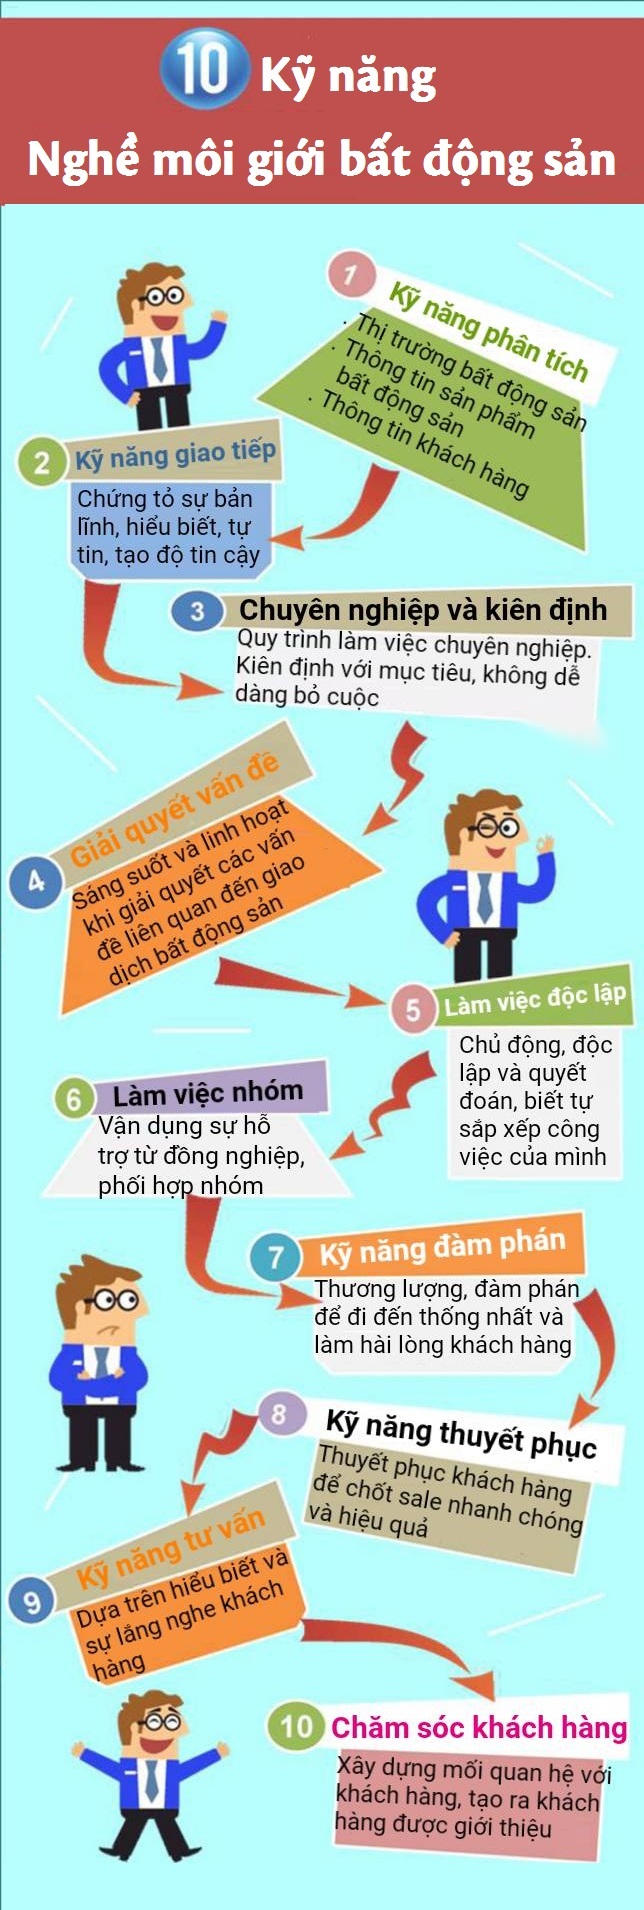 10 Kỹ năng
Nghề môi giới bất động sản
1 Kỹ năng phân tích
. Thị trường bất động sản
. Thông tin sản phẩm
bất động sản
. Thông tin khách hàng
2 Kỹ năng giao tiếp
Chứng tỏ sự bản
lĩnh, hiểu biết, tự
tin, tạo độ tin cậy
3 Chuyên nghiệp và kiên định
Quy trình làm việc chuyên nghiệp.
Kiên định với mục tiêu, không dễ
dàng bỏ cuộc
4 Giải quyết vấn đề
Sáng suốt và linh hoạt
khi giải quyết các vấn
đề liên quan đến giao
dịch bất động sản
5 Làm việc độc lập
Chủ động, độc
lập và quyết
đoán, biết tự
sắp xếp công
việc của mình
6 Làm việc nhóm
Vận dụng sự hỗ
trợ từ đồng nghiệp,
phối hợp nhóm
7 Kỹ năng đàm phán
Thương lượng, đàm phán
để đi đến thống nhất và
làm hài lòng khách hàng
8 Kỹ năng thuyết phục
Thuyết phục khách hàng
để chốt sale nhanh chóng
và hiệu quả
9 Kỹ năng tư vấn
Dựa trên hiểu biết và
sự lắng nghe khách
hàng
10 Chăm sóc khách hàng
Xây dựng mối quan hệ với
khách hàng, tạo ra khách
hàng được giới thiệu